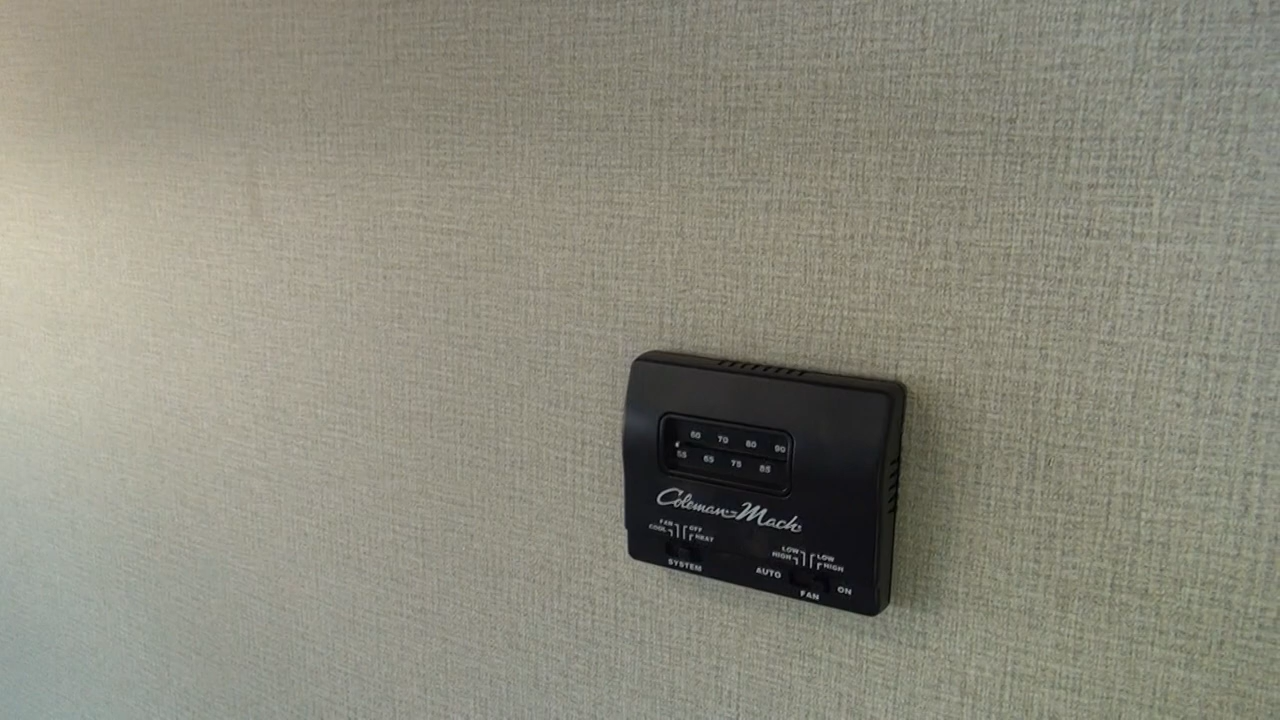 60 70 80 90
55 65 75 85
Coleman-Mach
FAN OFF
COOL HEAT
SYSTEM
LOW LOW
HIGH HIGH
AUTO ON
FAN